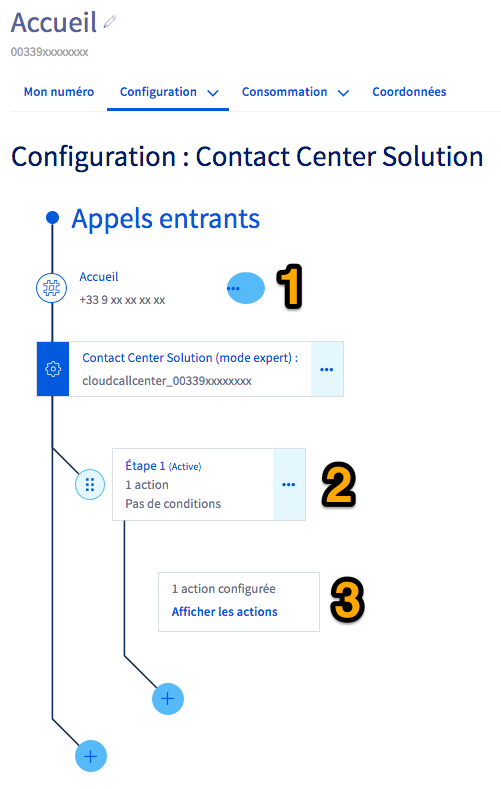 Accueil
00339xxxxxxxx
Mon numéro Configuration Consommation Coordonnées
Configuration : Contact Center Solution
Appels entrants
Accueil
+33 9 xx xx xx xx
1
Contact Center Solution (mode expert) :
cloudcallcenter_00339xxxxxxxx
Étape 1 (Active)
1 action
Pas de conditions
2
1 action configurée
Afficher les actions
3